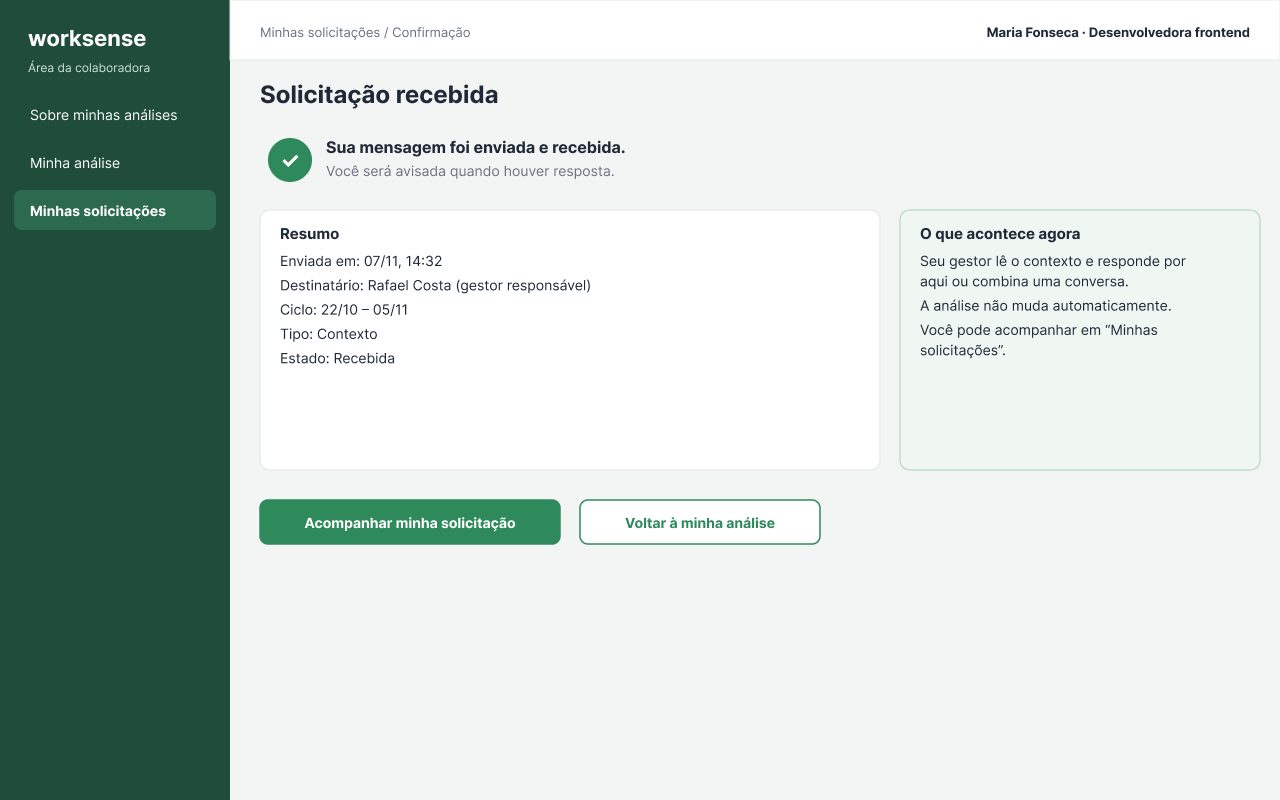 worksense
Área da colaboradora
Sobre minhas análises
Minha análise
Minhas solicitações
Minhas solicitações / Confirmação
Maria Fonseca · Desenvolvedora frontend
Solicitação recebida
Sua mensagem foi enviada e recebida.
Você será avisada quando houver resposta.
Resumo
Enviada em: 07/11, 14:32
Destinatário: Rafael Costa (gestor responsável)
Ciclo: 22/10 – 05/11
Tipo: Contexto
Estado: Recebida
O que acontece agora
Seu gestor lê o contexto e responde por
aqui ou combina uma conversa.
A análise não muda automaticamente.
Você pode acompanhar em “Minhas
solicitações”.
Acompanhar minha solicitação
Voltar à minha análise